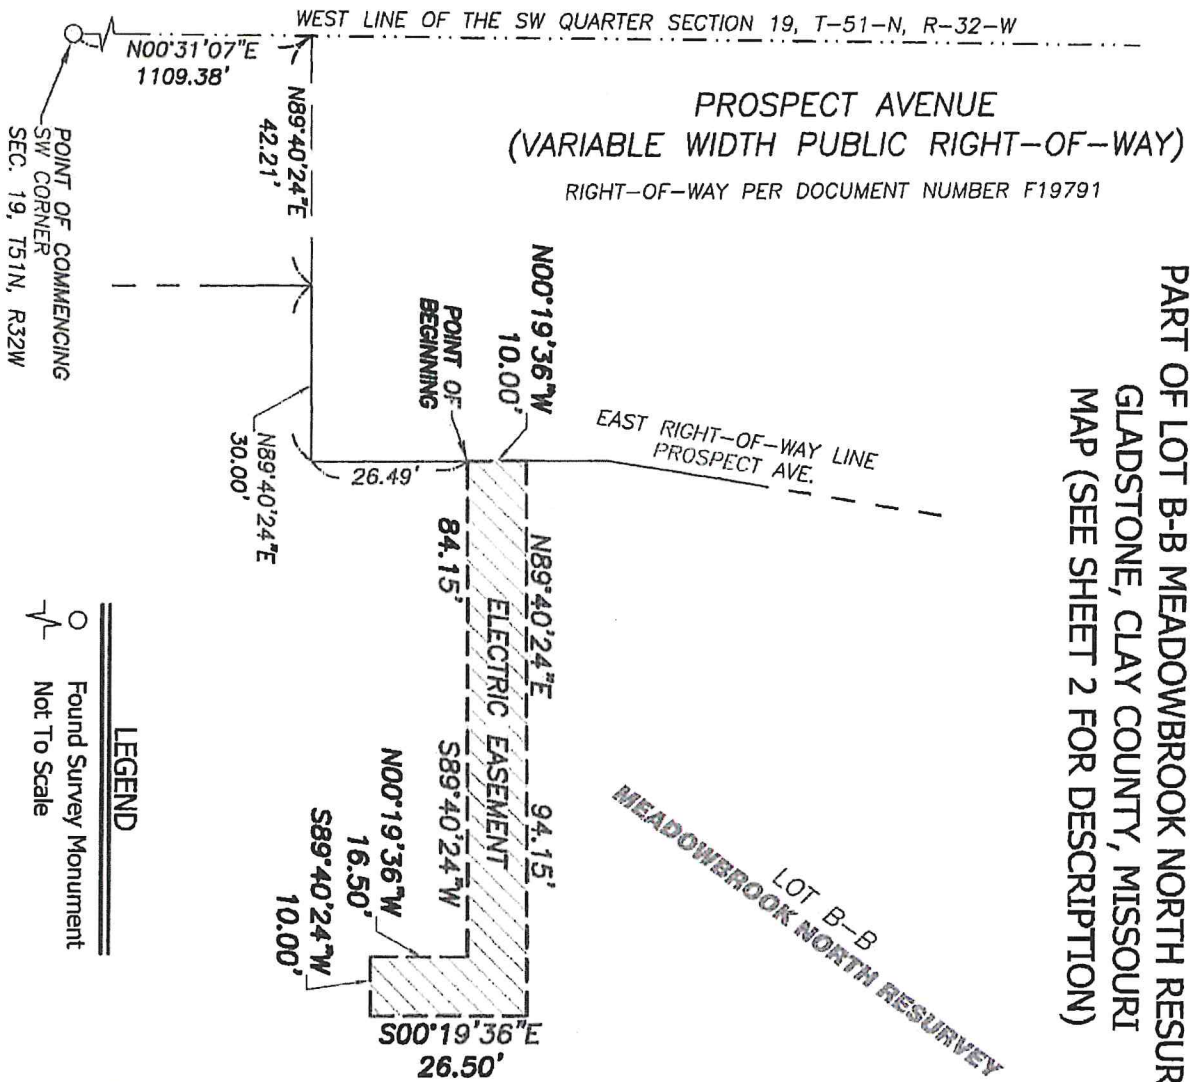 WEST LINE OF THE SW QUARTER SECTION 19, T-51-N, R-32-W
N00°31'07"E
1109.38'
PROSPECT AVENUE
(VARIABLE WIDTH PUBLIC RIGHT-OF-WAY)
RIGHT-OF-WAY PER DOCUMENT NUMBER F19791
N89°40'24"E
42.21'
POINT OF COMMENCING
SW CORNER
SEC. 19, T51N, R32W
PART OF LOT B-B MEADOWBROOK NORTH RESUR
GLADSTONE, CLAY COUNTY, MISSOURI
MAP (SEE SHEET 2 FOR DESCRIPTION)
N00°19'36"W
10.00'
POINT OF
BEGINNING
EAST RIGHT-OF-WAY LINE
PROSPECT AVE.
N89°40'24"E
30.00'
26.49'
84.15'
S89°40'24"W
ELECTRIC EASEMENT
N89°40'24"E
94.15'
N00°19'36"W
16.50'
S89°40'24"W
10.00'
S00°19'36"E
26.50'
LOT B-B
MEADOWBROOK NORTH RESURVEY
LEGEND
Found Survey Monument
Not To Scale